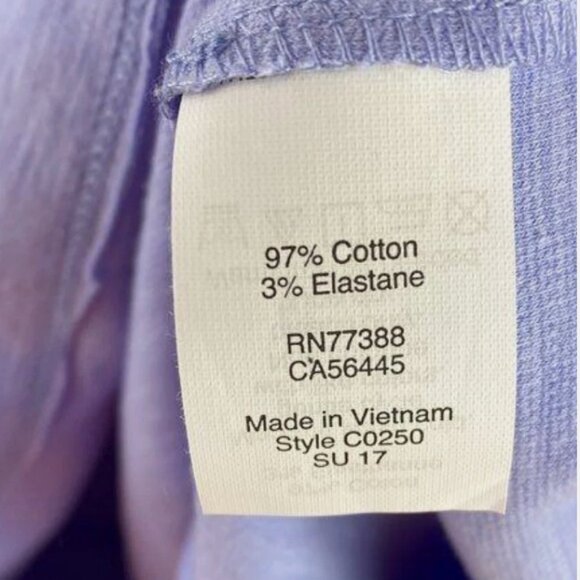 97% Cotton
3% Elastane
RN77388
CA56445
Made in Vietnam
Style C0250
SU 17